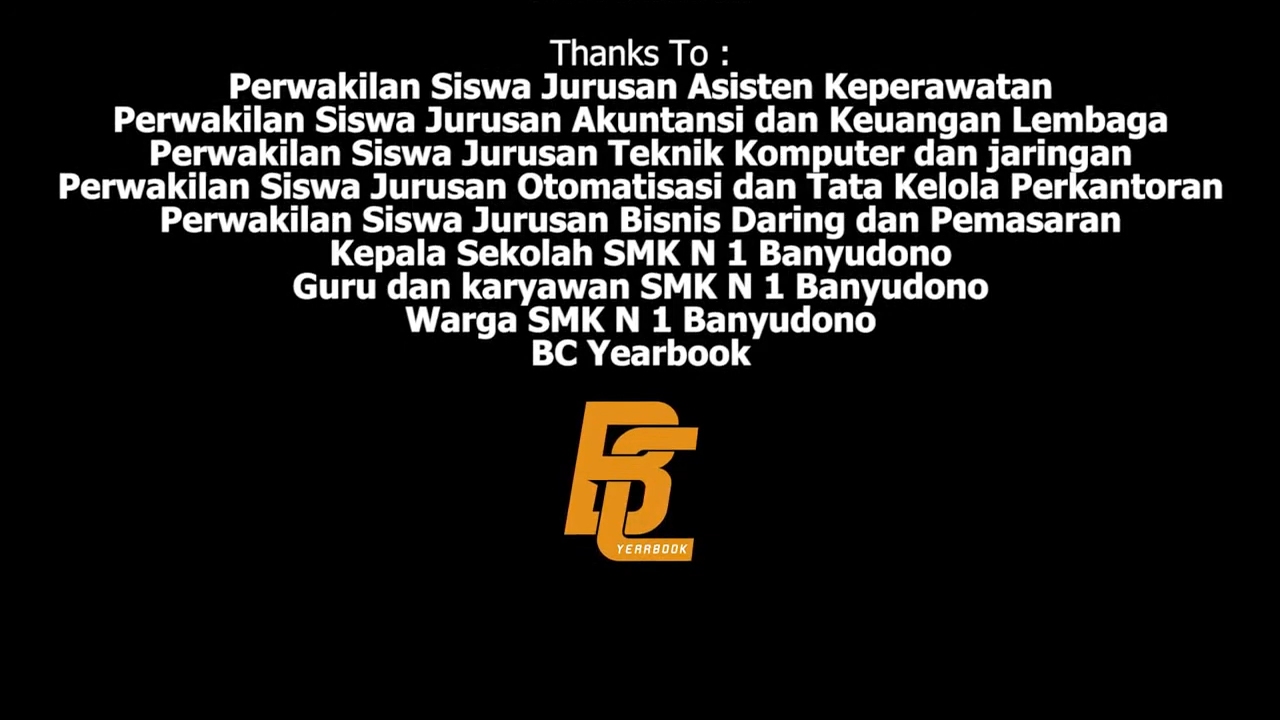 Thanks To :
Perwakilan Siswa Jurusan Asisten Keperawatan
Perwakilan Siswa Jurusan Akuntansi dan Keuangan Lembaga
Perwakilan Siswa Jurusan Teknik Komputer dan jaringan
Perwakilan Siswa Jurusan Otomatisasi dan Tata Kelola Perkantoran
Perwakilan Siswa Jurusan Bisnis Daring dan Pemasaran
Kepala Sekolah SMK N 1 Banyudono
Guru dan karyawan SMK N 1 Banyudono
Warga SMK N 1 Banyudono
BC Yearbook
BC
YEARBOOK